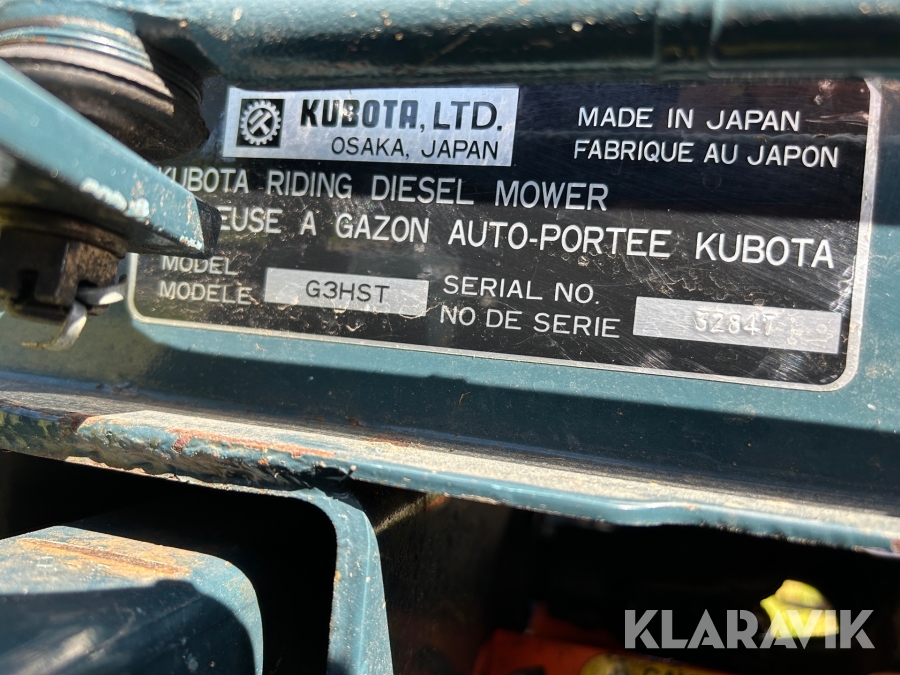 KUBOTA, LTD.
OSAKA, JAPAN
MADE IN JAPAN
FABRIQUE AU JAPON
KUBOTA RIDING DIESEL MOWER
A GAZON AUTO-PORTEE KUBOTA
MODEL
MODELE
G3HST
SERIAL NO.
NO DE SERIE
32847
KLARAVIK